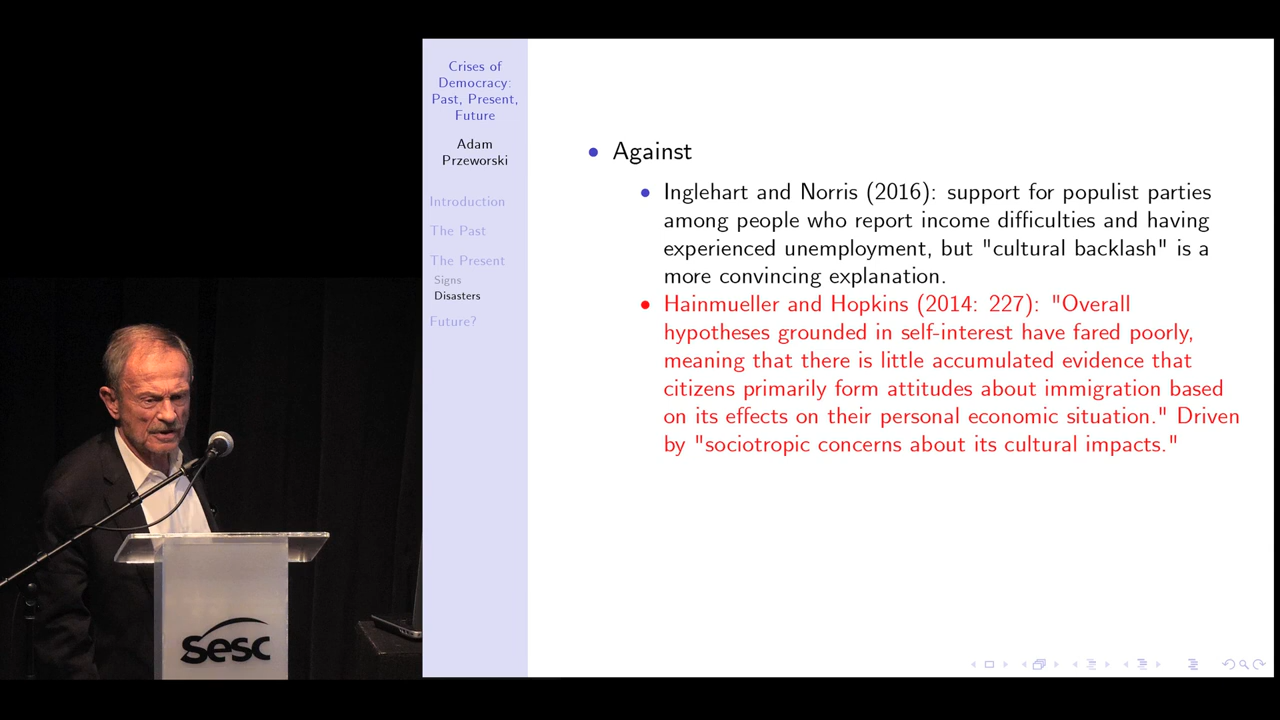 Crises of
Democracy:
Past, Present,
Future
Adam
Przeworski
Introduction
The Past
The Present
Signs
Disasters
Future?
• Against
• Inglehart and Norris (2016): support for populist parties
among people who report income difficulties and having
experienced unemployment, but "cultural backlash" is a
more convincing explanation.
• Hainmueller and Hopkins (2014: 227): "Overall
hypotheses grounded in self-interest have fared poorly,
meaning that there is little accumulated evidence that
citizens primarily form attitudes about immigration based
on its effects on their personal economic situation." Driven
by "sociotropic concerns about its cultural impacts."
Sesc